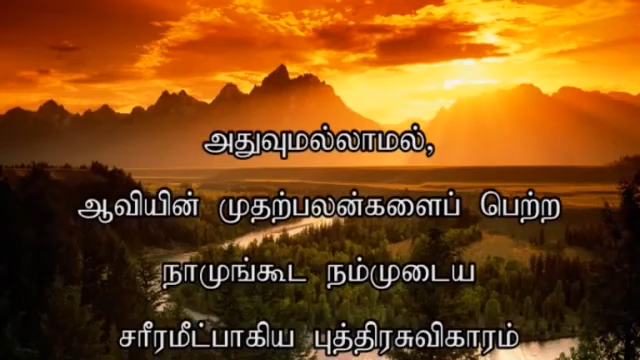 அதுவுமல்லாமல்,
ஆவியின் முதற்பலன்களைப் பெற்ற
நாமுங்கூட நம்முடைய
சரீரமீட்பாகிய புத்திரசுவிகாரம்